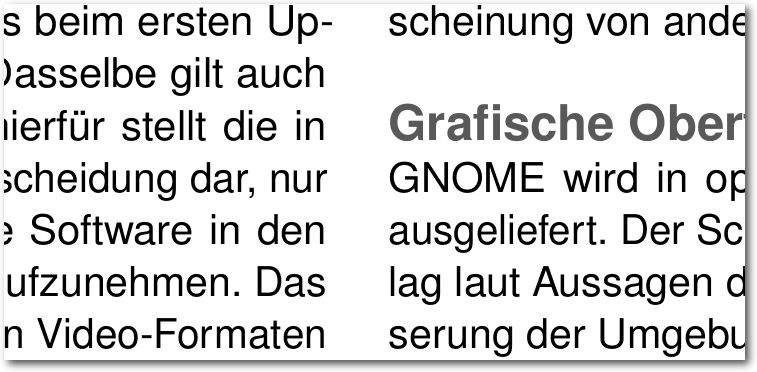 s beim ersten Up-
Dasselbe gilt auch
hierfür stellt die in
scheidung dar, nur
e Software in den
ufzunehmen. Das
n Video-Formaten
scheinung von ande
Grafische Ober
GNOME wird in op
ausgeliefert. Der Sc
lag laut Aussagen d
serung der Umgebu